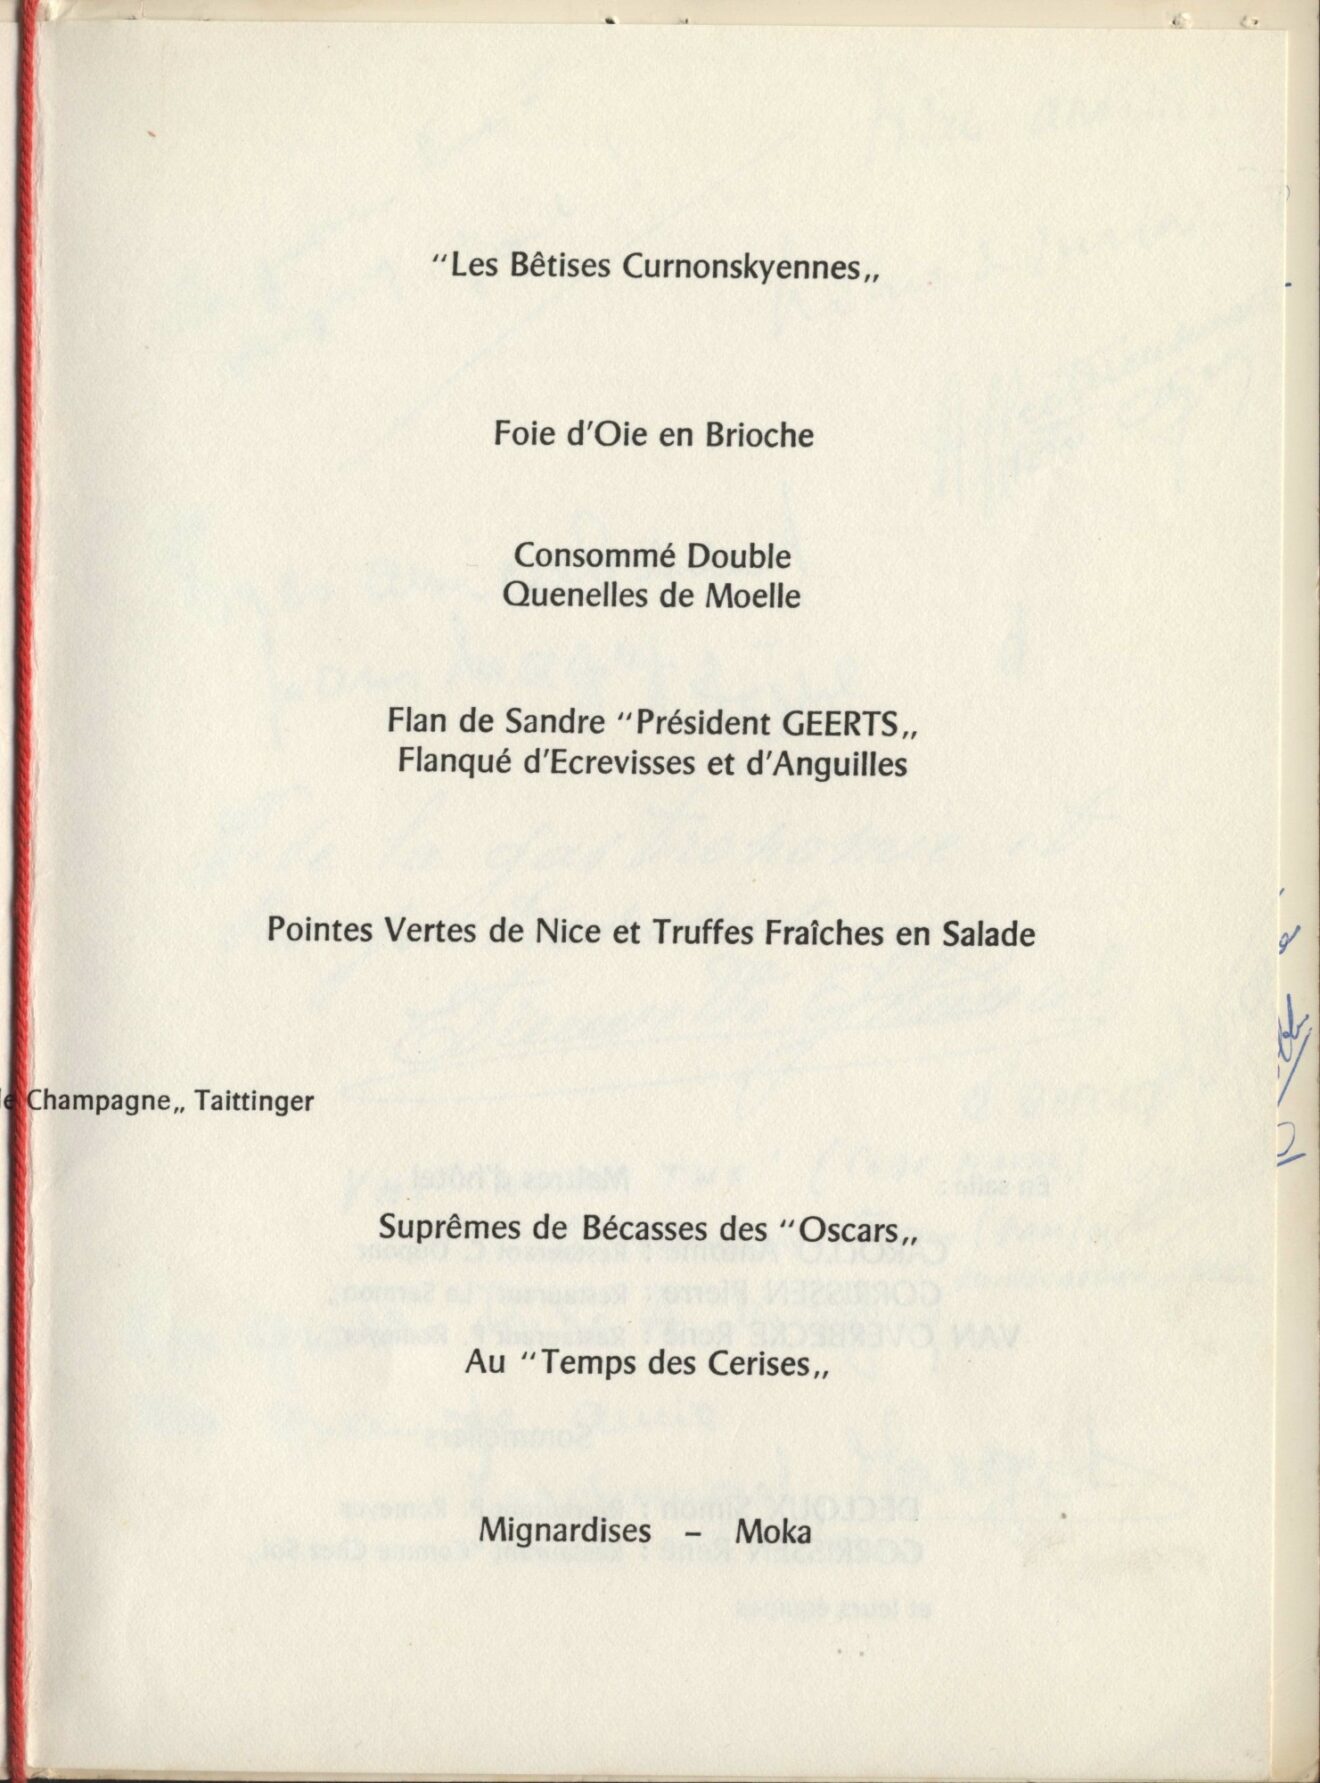 "Les Bêtises Curnonskyennes„
Foie d'Oie en Brioche
Consommé Double
Quenelles de Moelle
Flan de Sandre "Président GEERTS„
Flanqué d'Ecrevisses et d'Anguilles
Pointes Vertes de Nice et Truffes Fraîches en Salade
Champagne„ Taittinger
Suprêmes de Bécasses des "Oscars„
Au "Temps des Cerises„
Mignardises – Moka